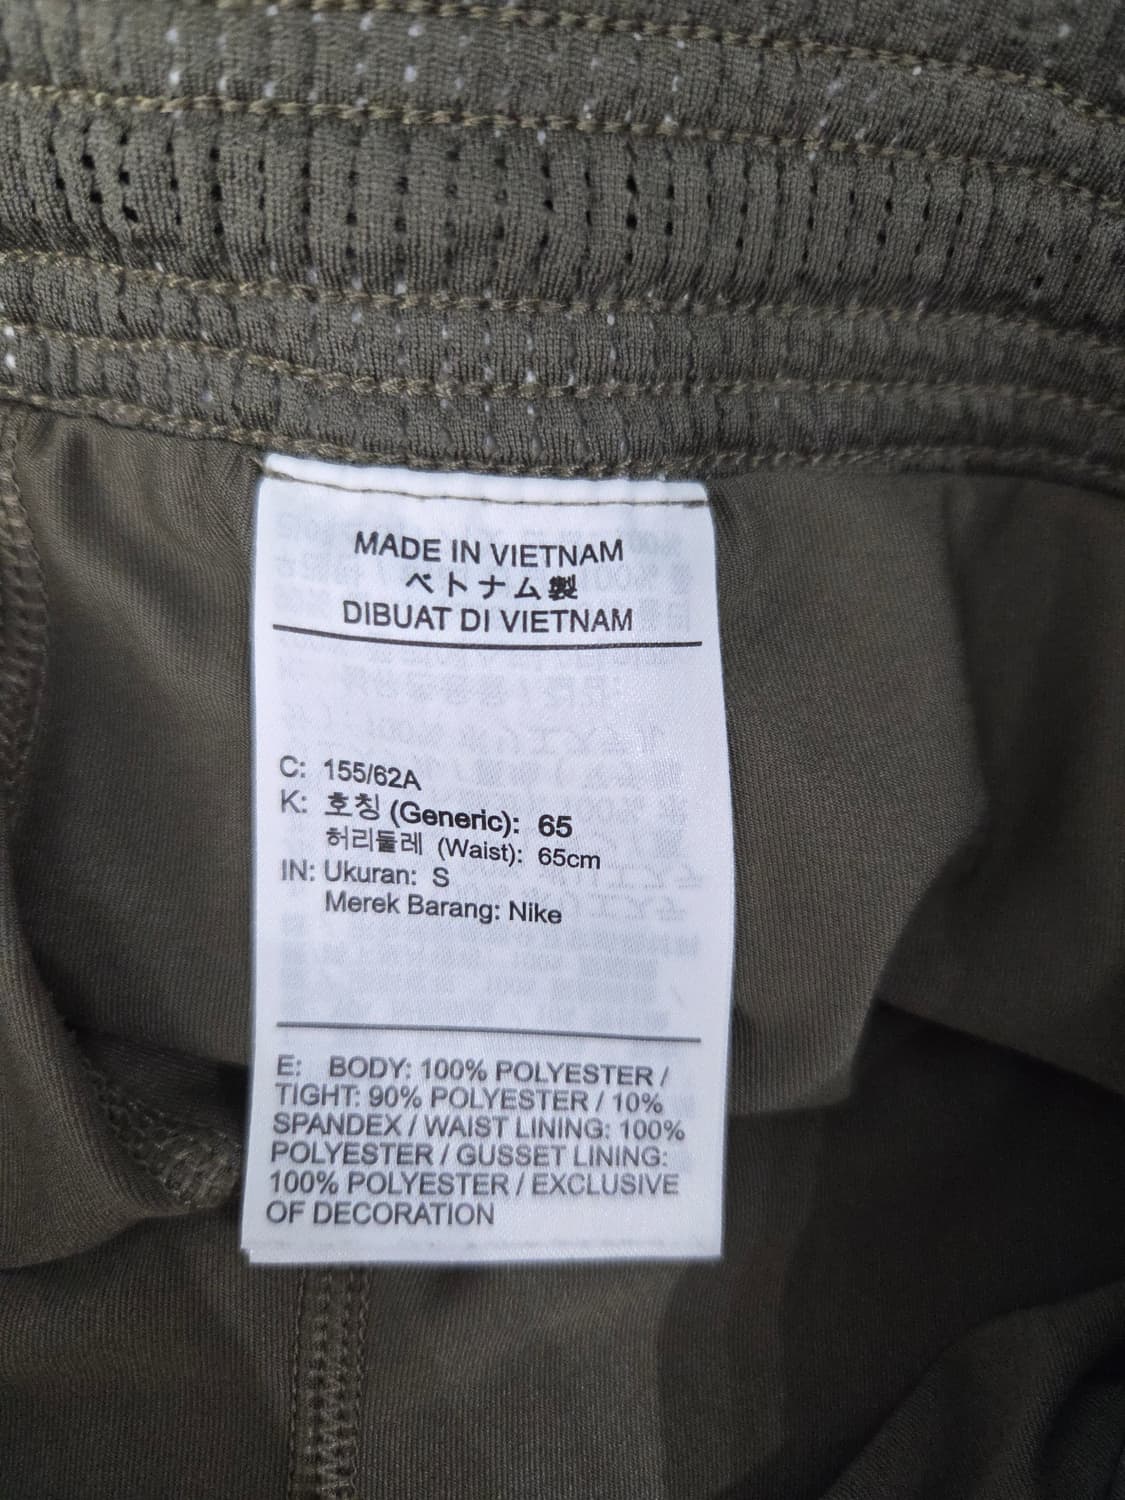 MADE IN VIETNAM
ベトナム製
DIBUAT DI VIETNAM
C: 155/62A
K: 호칭 (Generic): 65
허리둘레 (Waist): 65cm
IN: Ukuran: S
Merek Barang: Nike
E: BODY: 100% POLYESTER /
TIGHT: 90% POLYESTER / 10%
SPANDEX / WAIST LINING: 100%
POLYESTER / GUSSET LINING:
100% POLYESTER / EXCLUSIVE
OF DECORATION